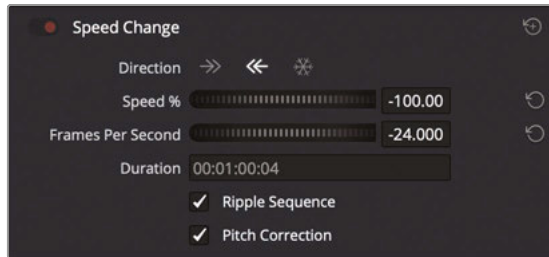 Speed Change
Direction
Speed % -100.00
Frames Per Second -24.000
Duration 00:01:00:04
Ripple Sequence
Pitch Correction